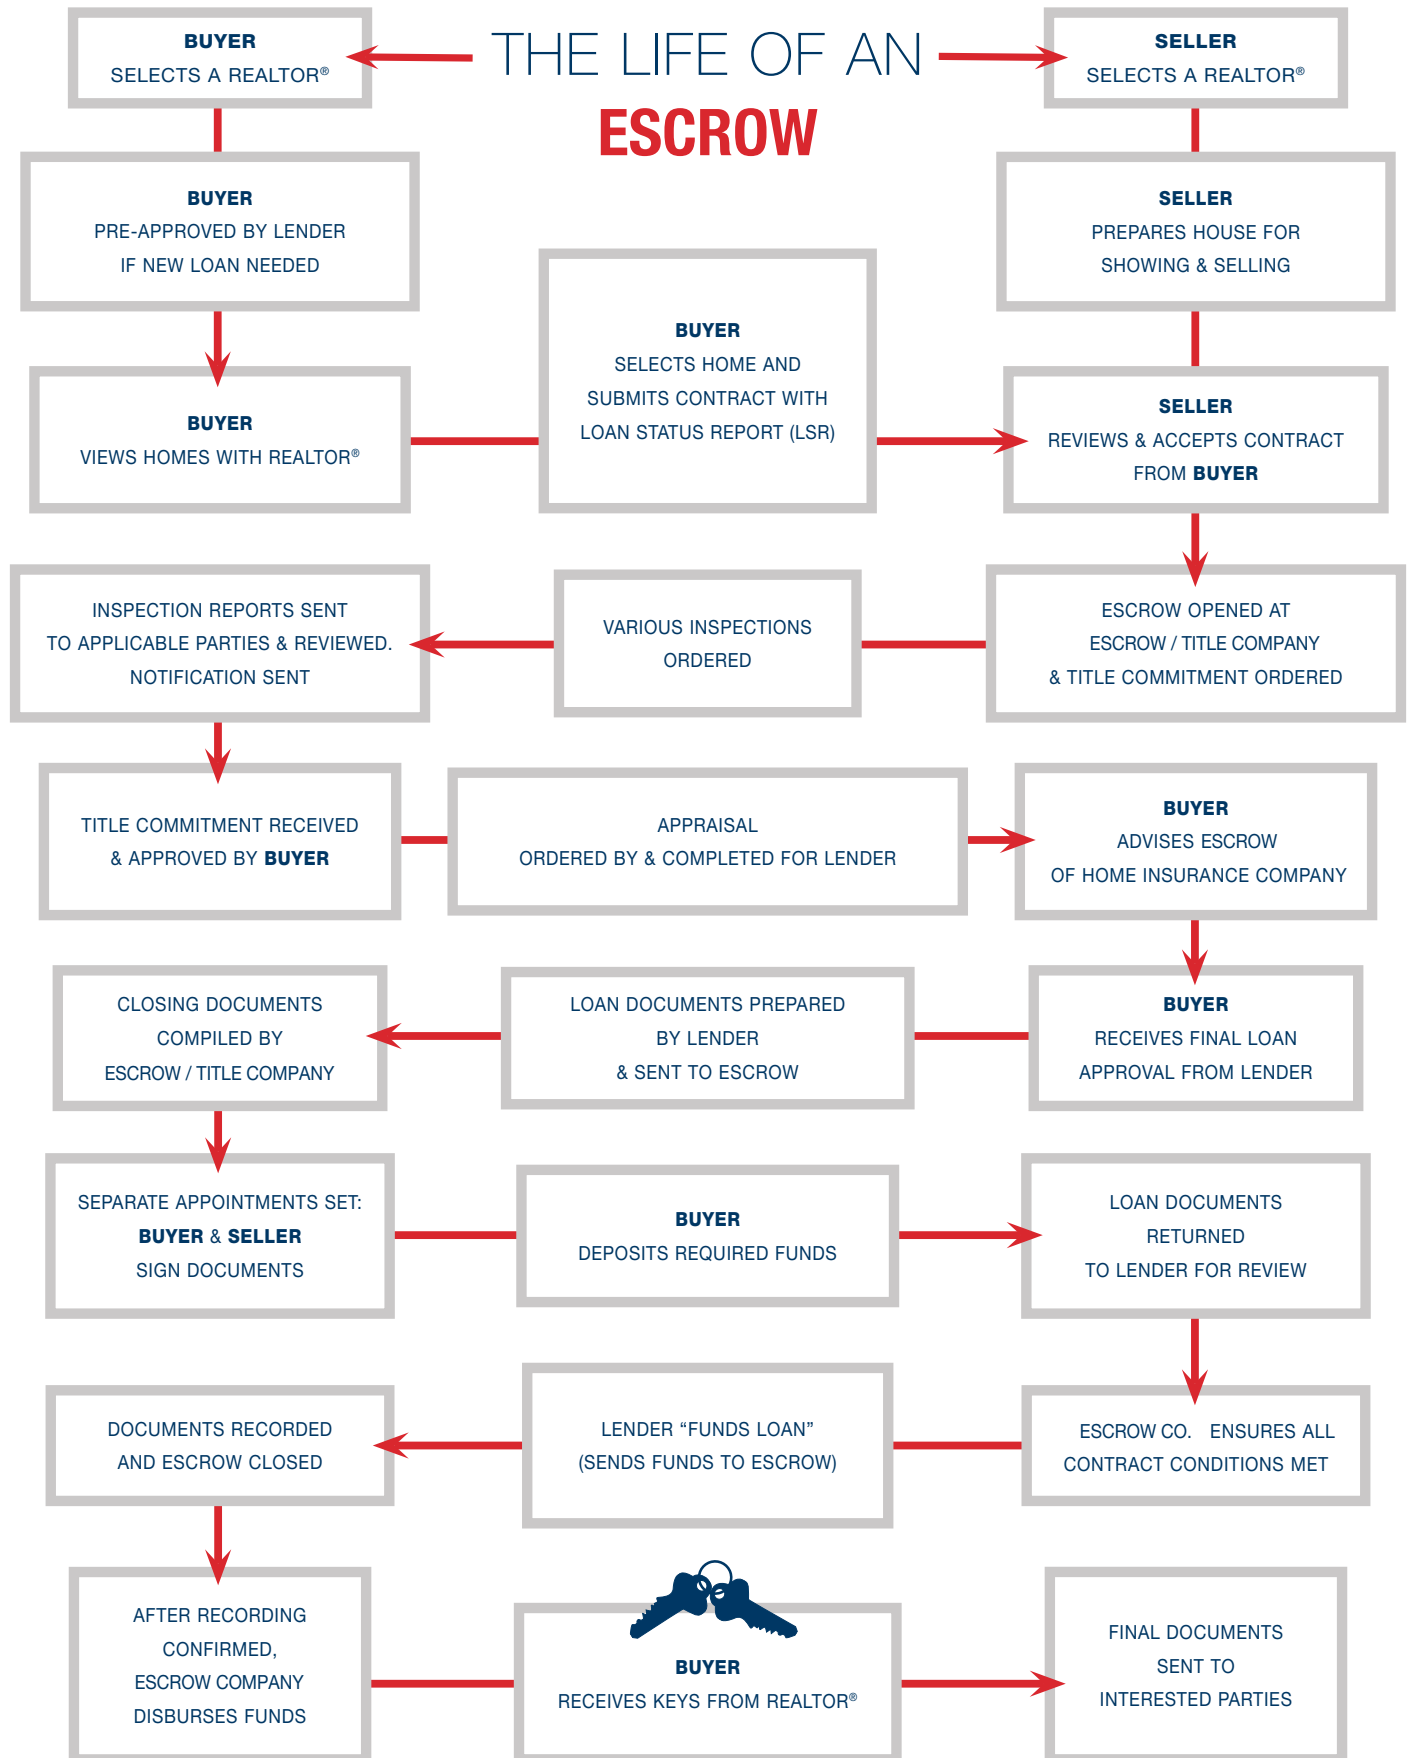 THE LIFE OF AN
ESCROW
BUYER
SELECTS A REALTOR®
SELLER
SELECTS A REALTOR®
BUYER
PRE-APPROVED BY LENDER
IF NEW LOAN NEEDED
SELLER
PREPARES HOUSE FOR
SHOWING & SELLING
BUYER
VIEWS HOMES WITH REALTOR®
BUYER
SELECTS HOME AND
SUBMITS CONTRACT WITH
LOAN STATUS REPORT (LSR)
SELLER
REVIEWS & ACCEPTS CONTRACT
FROM BUYER
ESCROW OPENED AT
ESCROW / TITLE COMPANY
& TITLE COMMITMENT ORDERED
VARIOUS INSPECTIONS
ORDERED
INSPECTION REPORTS SENT
TO APPLICABLE PARTIES & REVIEWED.
NOTIFICATION SENT
TITLE COMMITMENT RECEIVED
& APPROVED BY BUYER
APPRAISAL
ORDERED BY & COMPLETED FOR LENDER
BUYER
ADVISES ESCROW
OF HOME INSURANCE COMPANY
BUYER
RECEIVES FINAL LOAN
APPROVAL FROM LENDER
LOAN DOCUMENTS PREPARED
BY LENDER
& SENT TO ESCROW
CLOSING DOCUMENTS
COMPILED BY
ESCROW / TITLE COMPANY
SEPARATE APPOINTMENTS SET:
BUYER & SELLER
SIGN DOCUMENTS
BUYER
DEPOSITS REQUIRED FUNDS
LOAN DOCUMENTS
RETURNED
TO LENDER FOR REVIEW
ESCROW CO. ENSURES ALL
CONTRACT CONDITIONS MET
LENDER “FUNDS LOAN”
(SENDS FUNDS TO ESCROW)
DOCUMENTS RECORDED
AND ESCROW CLOSED
AFTER RECORDING
CONFIRMED,
ESCROW COMPANY
DISBURSES FUNDS
BUYER
RECEIVES KEYS FROM REALTOR®
FINAL DOCUMENTS
SENT TO
INTERESTED PARTIES